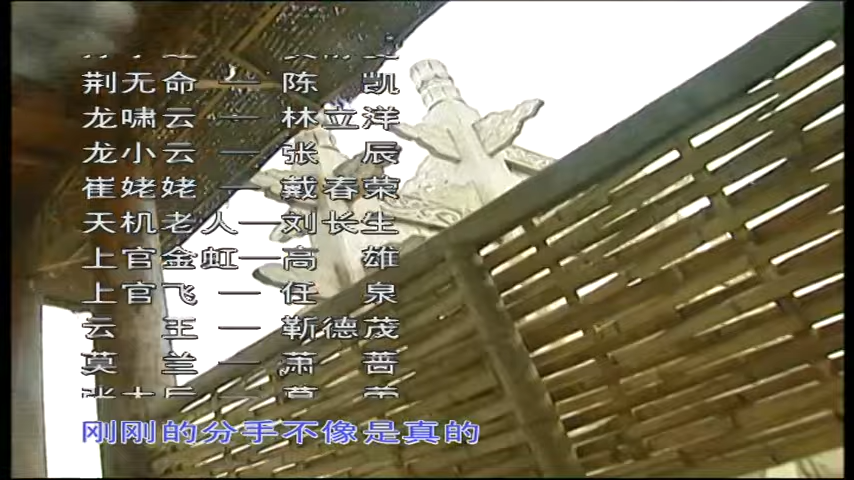 荆无命 — 陈 凯
龙啸云 — 林立洋
龙小云 — 张 辰
崔姥姥 — 戴春荣
天机老人 — 刘长生
上官金虹 — 高 雄
上官飞 — 任 泉
云 王 — 靳德茂
莫 兰 — 萧 蔷
刚刚的分手不像是真的